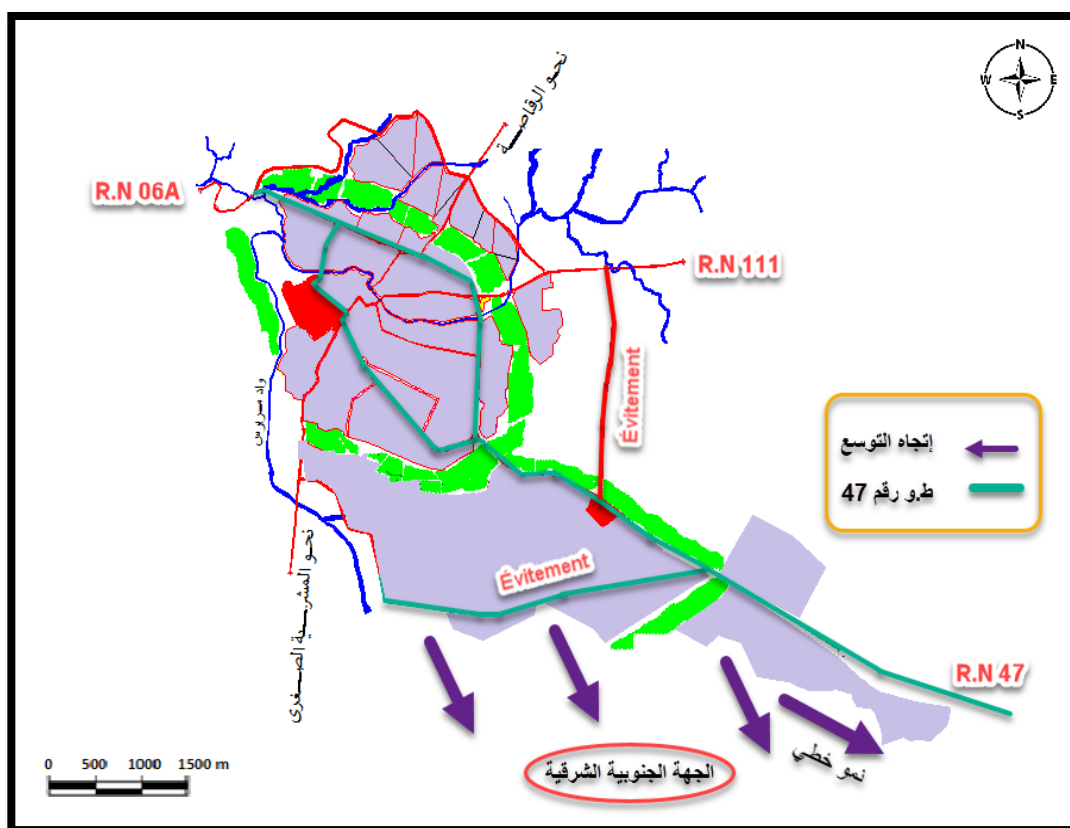 N
W
E
S
نحو الرقاصة
R.N 06A
R.N 111
Évitement
واد مرويس
إتجاه التوسع
ط.و رقم 47
Évitement
نحو المشرية الصغرى
R.N 47
نمو خطي
الجهة الجنوبية الشرقية
0 500 1000 1500 m